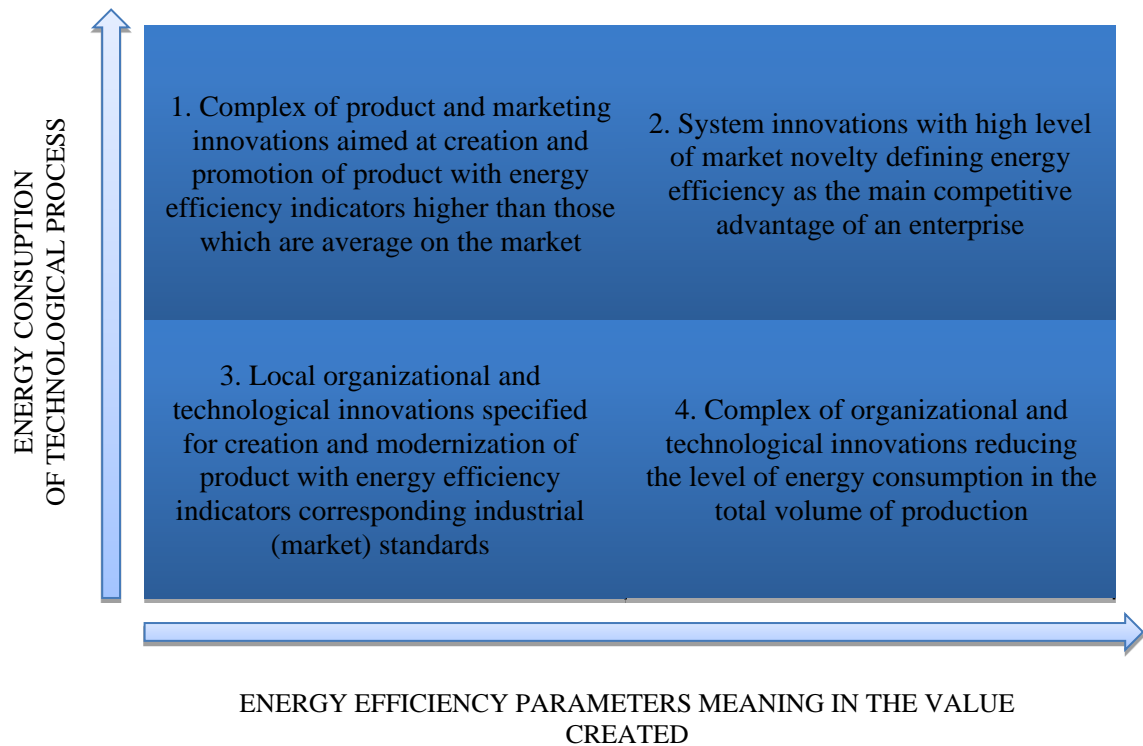 ENERGY CONSUPTION
OF TECHNOLOGICAL PROCESS
1. Complex of product and marketing
innovations aimed at creation and
promotion of product with energy
efficiency indicators higher than those
which are average on the market
2. System innovations with high level
of market novelty defining energy
efficiency as the main competitive
advantage of an enterprise
3. Local organizational and
technological innovations specified
for creation and modernization of
product with energy efficiency
indicators corresponding industrial
(market) standards
4. Complex of organizational and
technological innovations reducing
the level of energy consumption in the
total volume of production
ENERGY EFFICIENCY PARAMETERS MEANING IN THE VALUE
CREATED